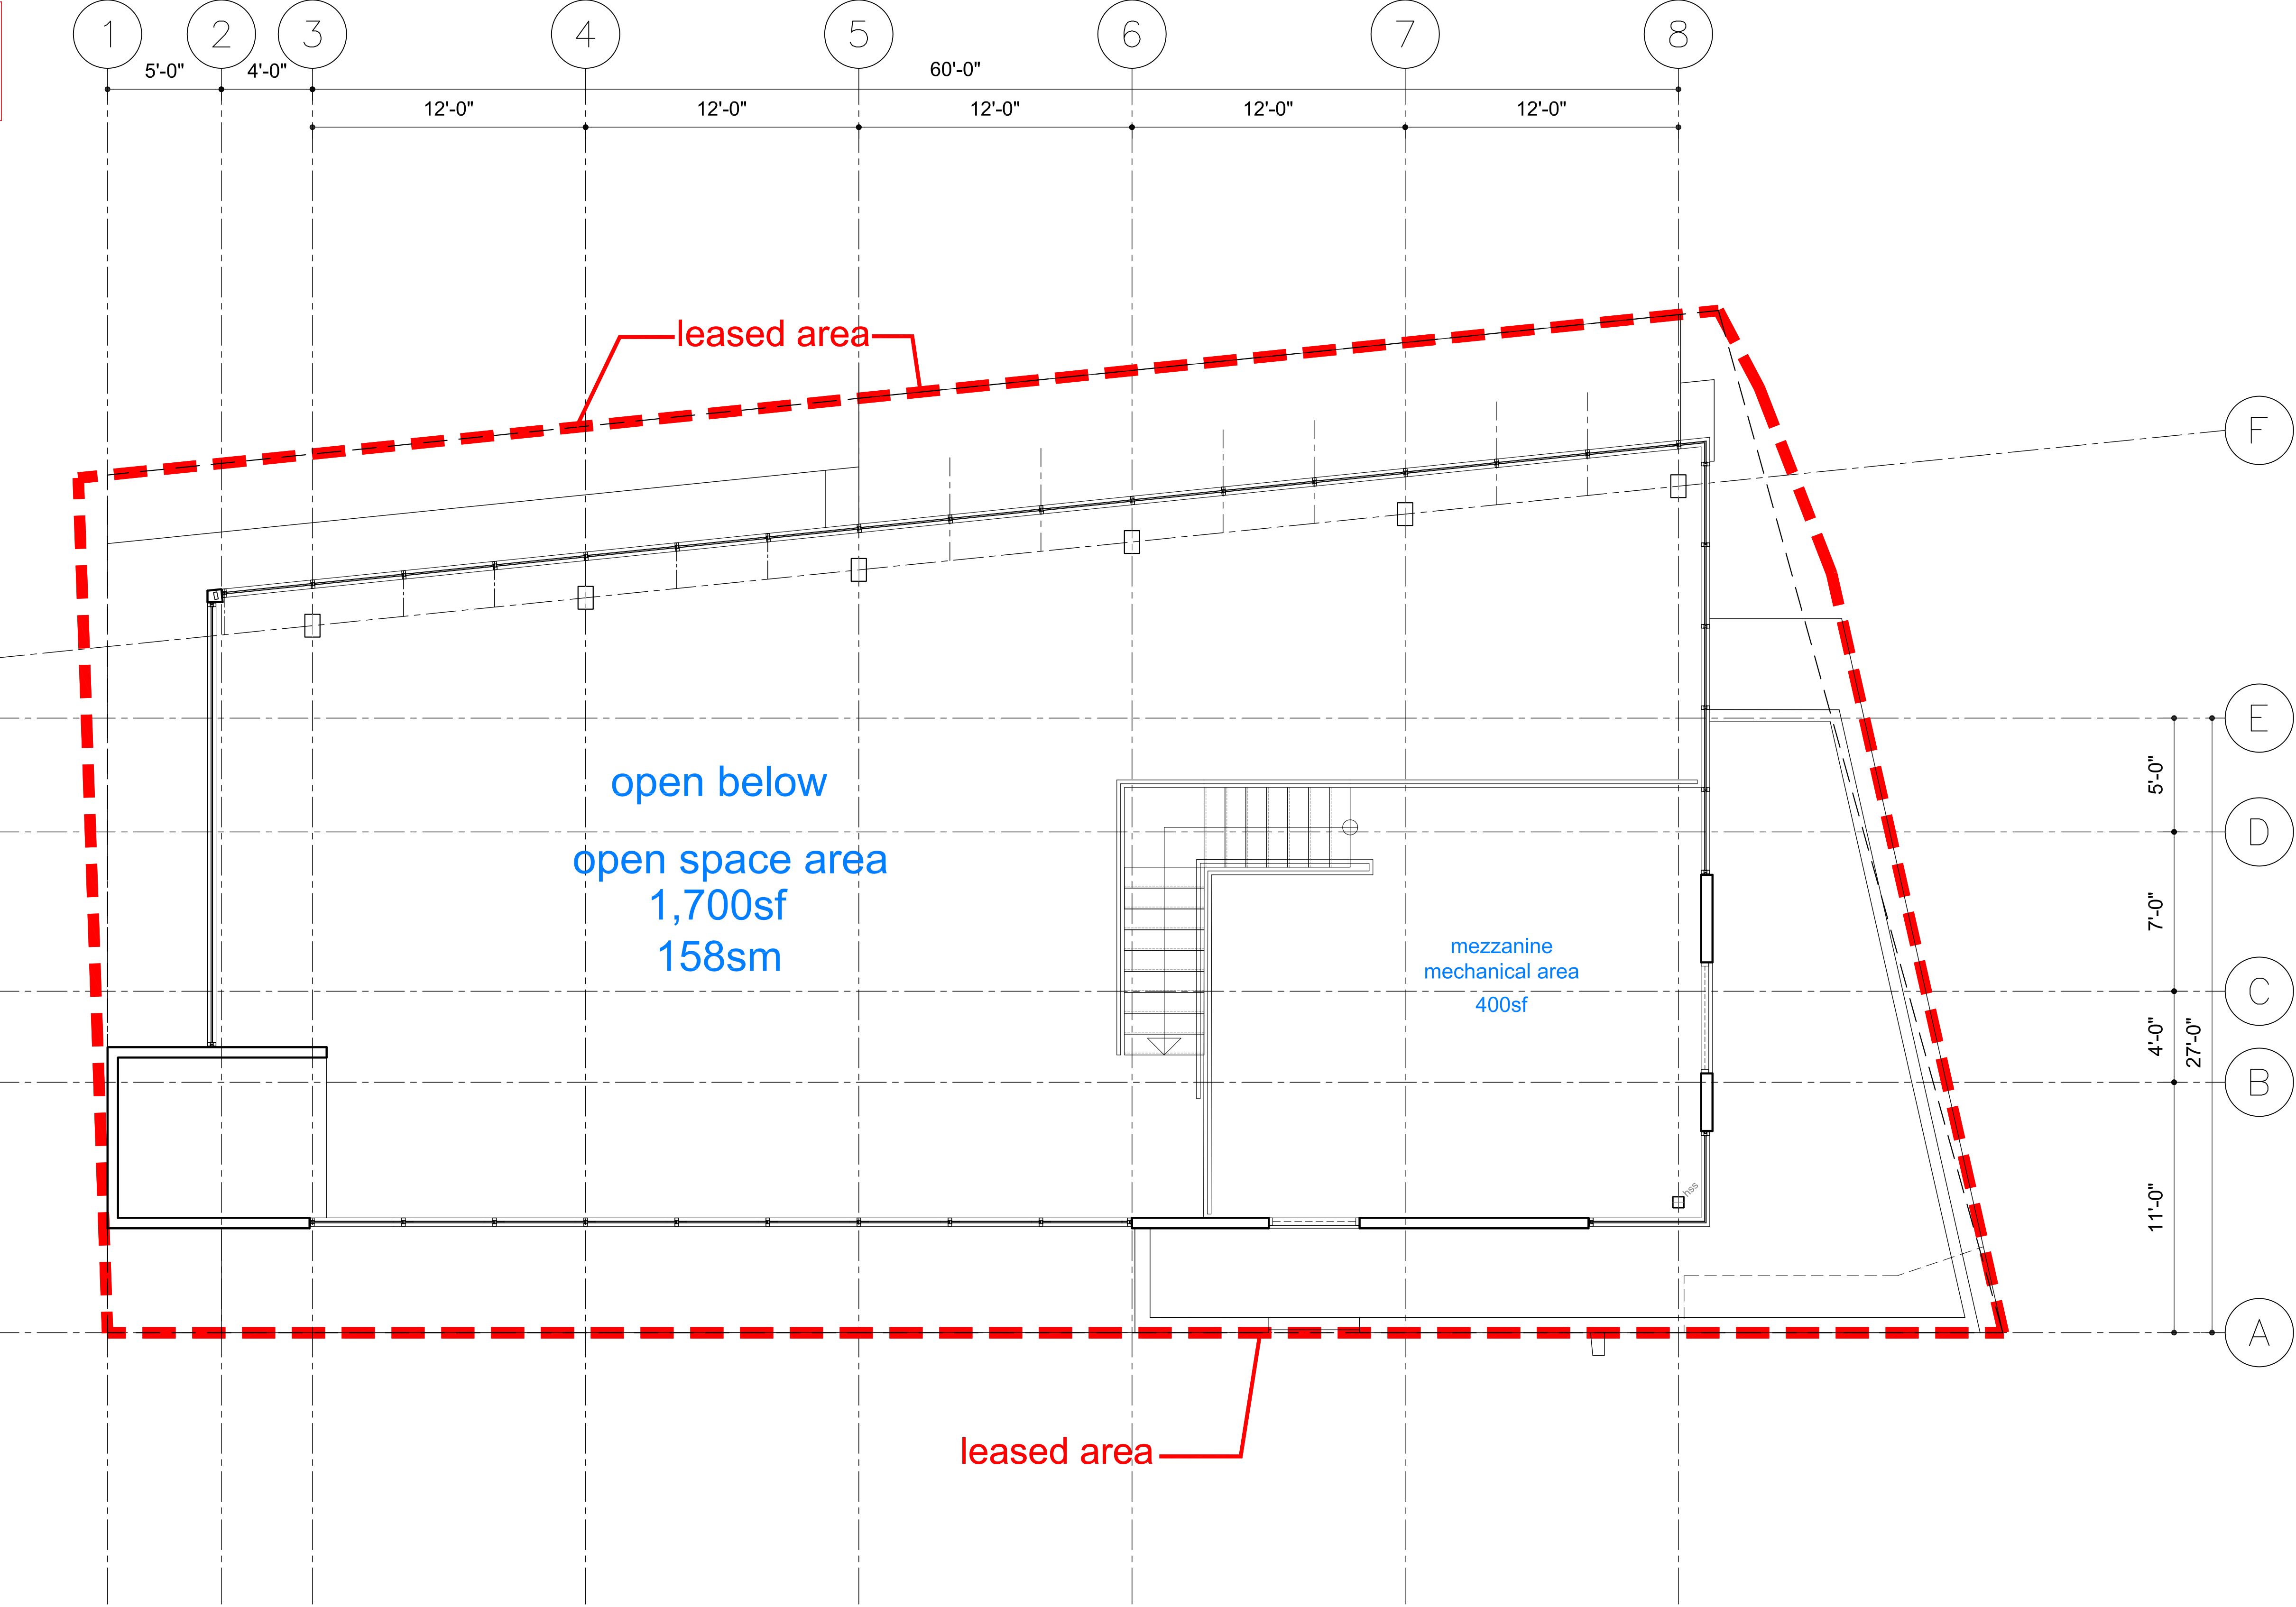 1 2 3 4 5 6 7 8
5'-0" 4'-0" 60'-0"
12'-0" 12'-0" 12'-0" 12'-0" 12'-0"
leased area
F
E
open below
5'-0"
D
open space area
1,700sf
7'-0"
158sm
mezzanine
mechanical area
400sf
C
4'-0"
27'-0"
B
hss
11'-0"
A
leased area